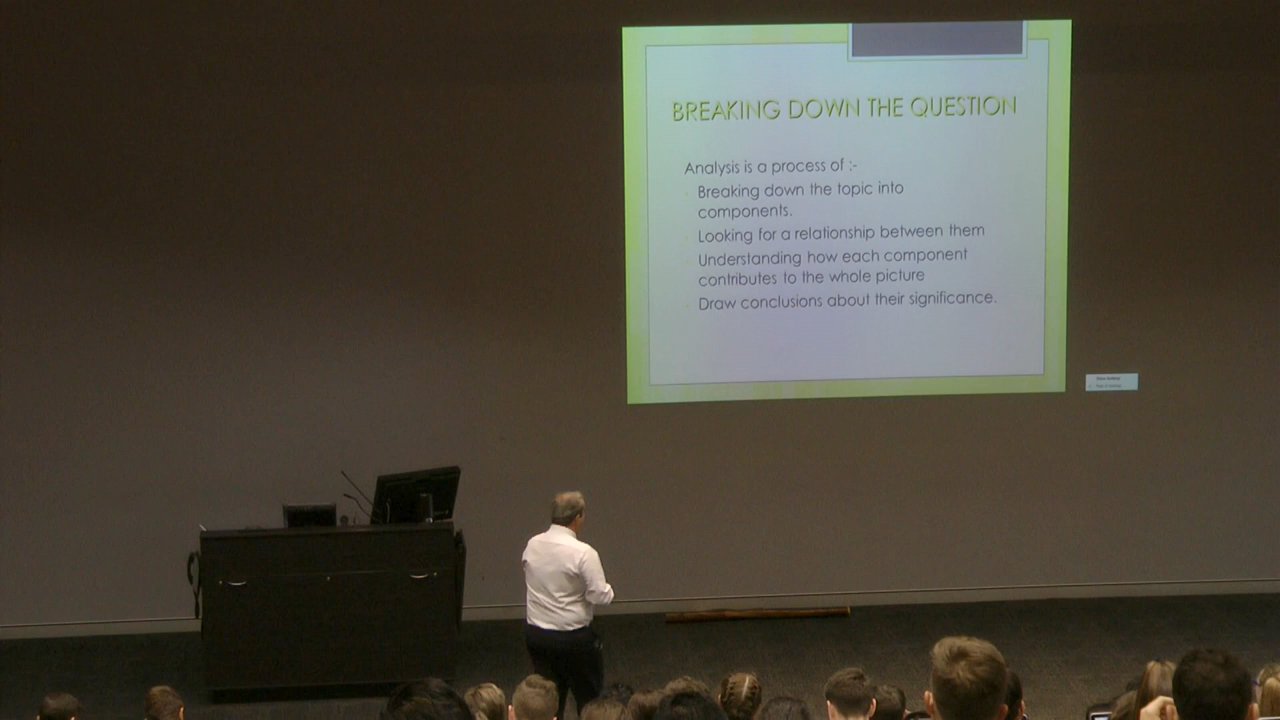 BREAKING DOWN THE QUESTION
Analysis is a process of :-
Breaking down the topic into
components.
Looking for a relationship between them
Understanding how each component
contributes to the whole picture
Draw conclusions about their significance.